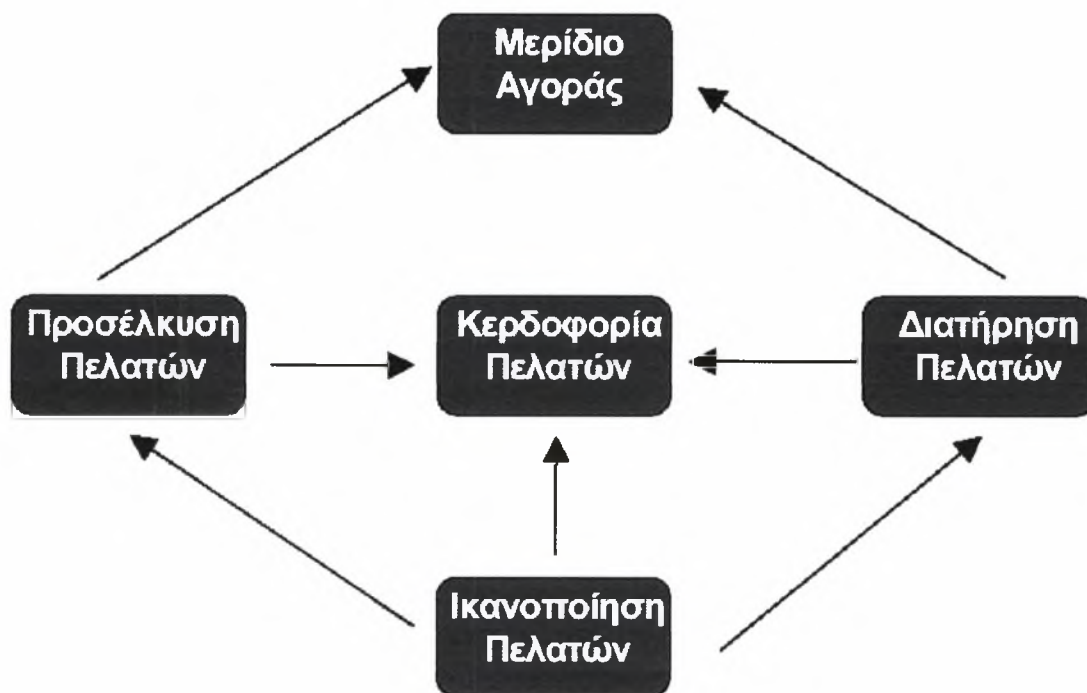 Μερίδιο
Αγοράς
Προσέλκυση
Πελατών
Κερδοφορία
Πελατών
Διατήρηση
Πελατών
Ικανοποίηση
Πελατών